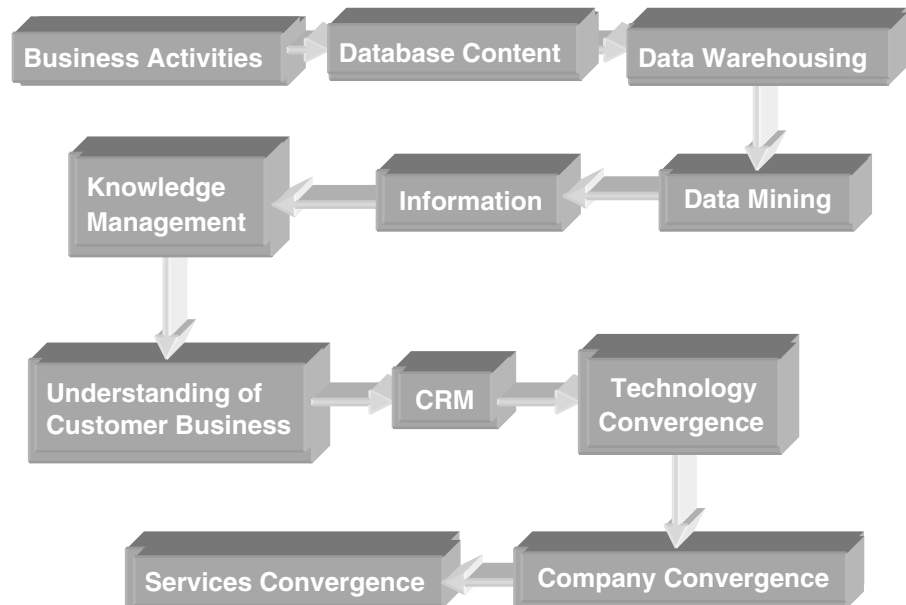 Business Activities
Database Content
Data Warehousing
Knowledge
Management
Information
Data Mining
Understanding of
Customer Business
CRM
Technology
Convergence
Services Convergence
Company Convergence